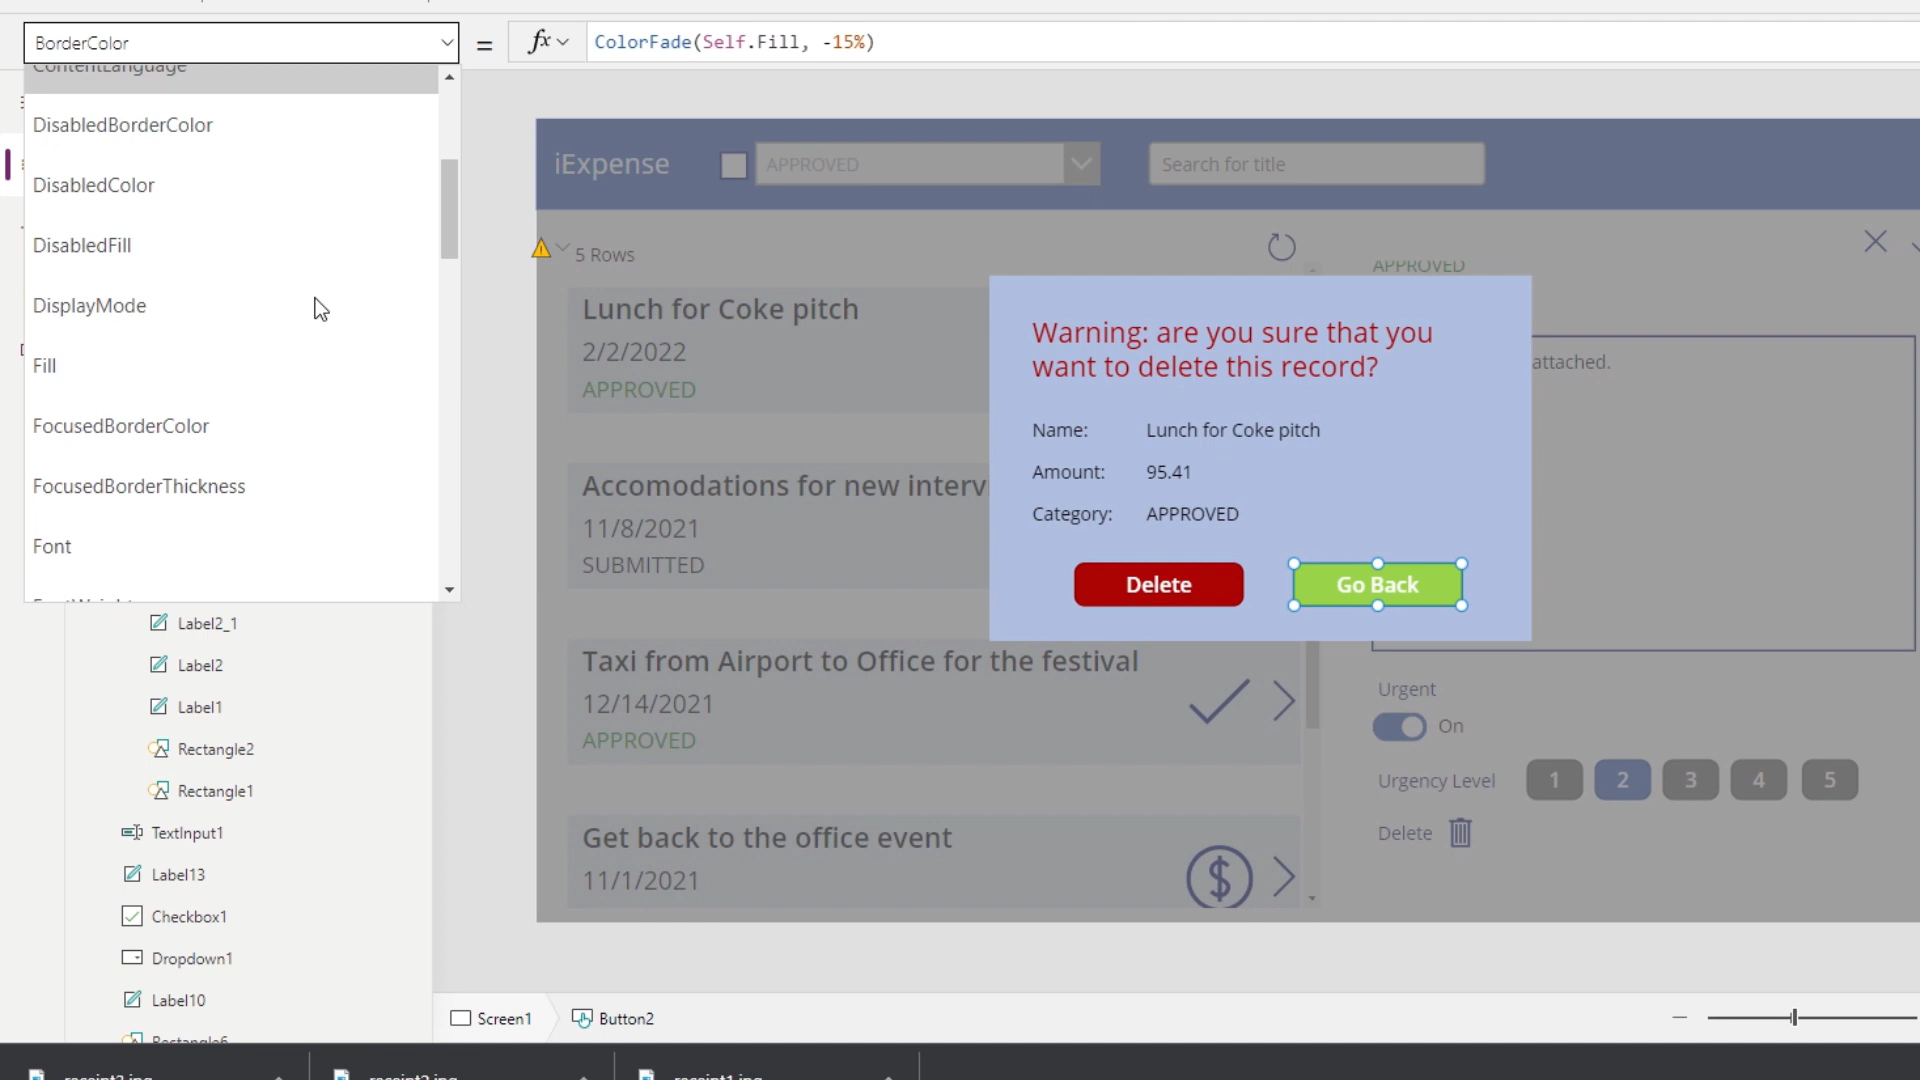 BorderColor
=
fx
ColorFade(Self.Fill, -15%)
ContentLanguage
DisabledBorderColor
DisabledColor
DisabledFill
DisplayMode
Fill
FocusedBorderColor
FocusedBorderThickness
Font
Label2_1
Label2
Label1
Rectangle2
Rectangle1
TextInput1
Label13
Checkbox1
Dropdown1
Label10
Rectangle6
iExpense
APPROVED
Search for title
5 Rows
Lunch for Coke pitch
2/2/2022
APPROVED
Accomodations for new interv
11/8/2021
SUBMITTED
Taxi from Airport to Office for the festival
12/14/2021
APPROVED
Get back to the office event
11/1/2021
Warning: are you sure that you
want to delete this record?
Name: Lunch for Coke pitch
Amount: 95.41
Category: APPROVED
Delete
Go Back
APPROVED
attached.
Urgent
On
Urgency Level 1 2 3 4 5
Delete
Screen1
Button2
receipt1.jpg